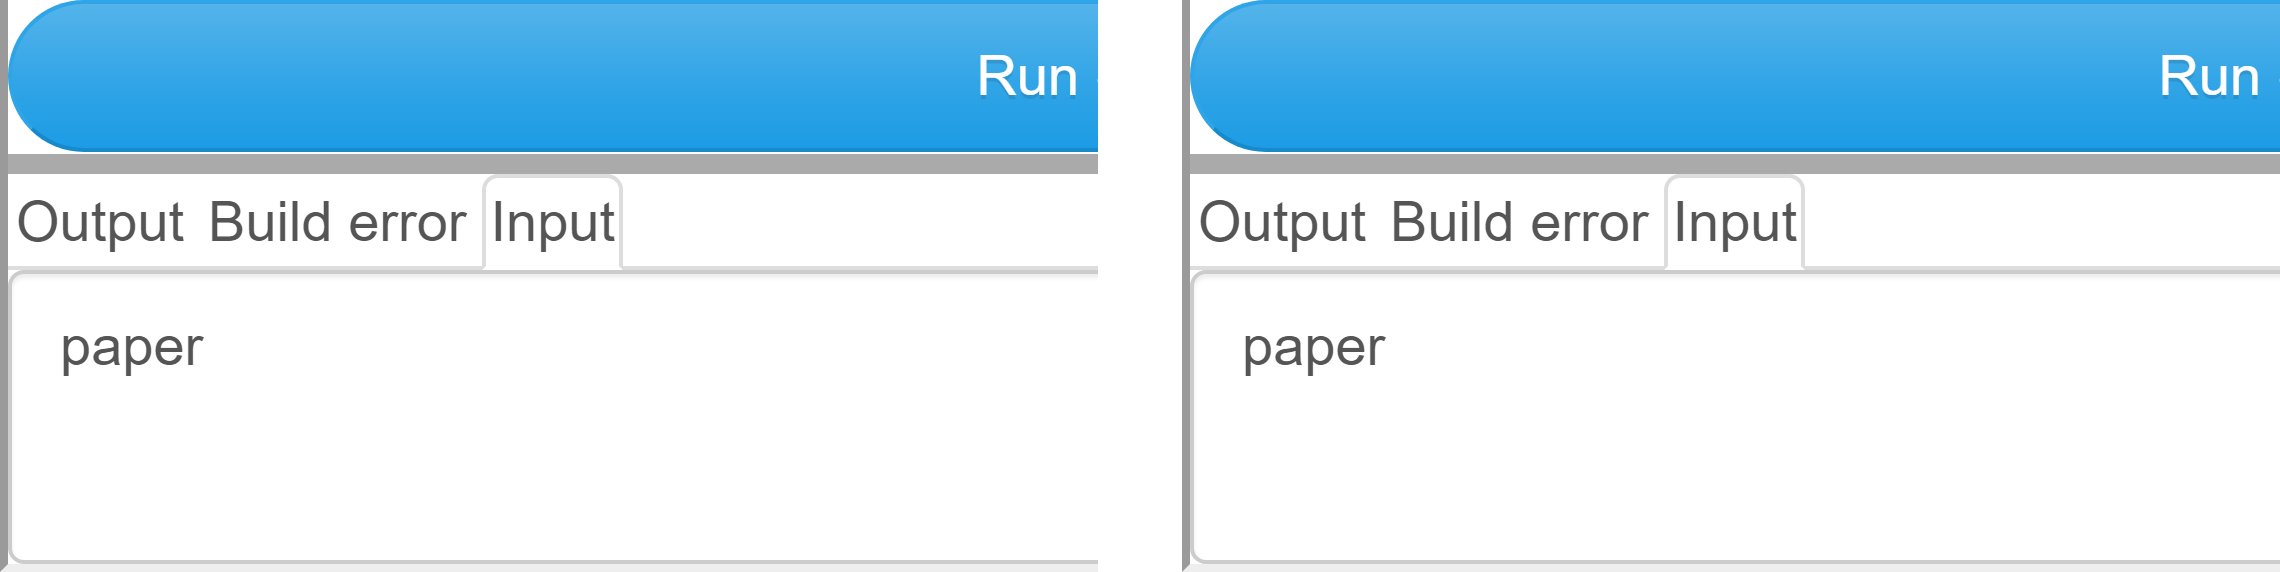 Run
Output Build error Input
paper
Run
Output Build error Input
paper